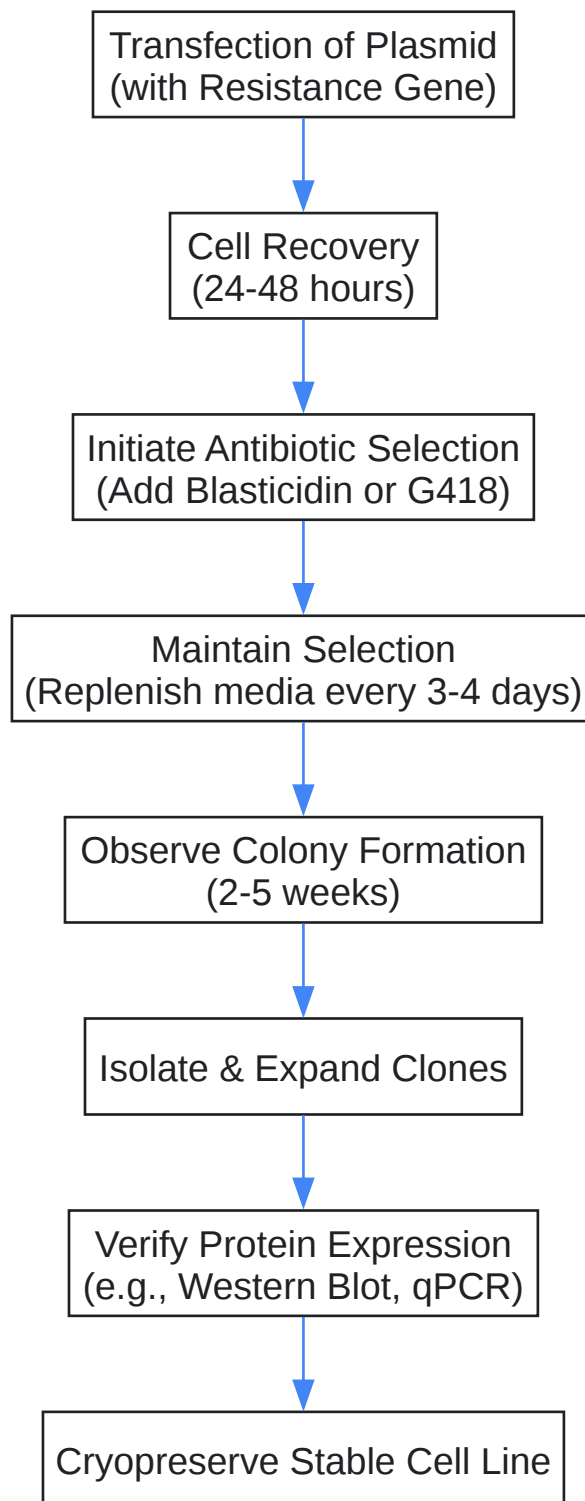 Transfection of Plasmid
(with Resistance Gene)
Cell Recovery
(24-48 hours)
Initiate Antibiotic Selection
(Add Blasticidin or G418)
Maintain Selection
(Replenish media every 3-4 days)
Observe Colony Formation
(2-5 weeks)
Isolate & Expand Clones
Verify Protein Expression
(e.g., Western Blot, qPCR)
Cryopreserve Stable Cell Line